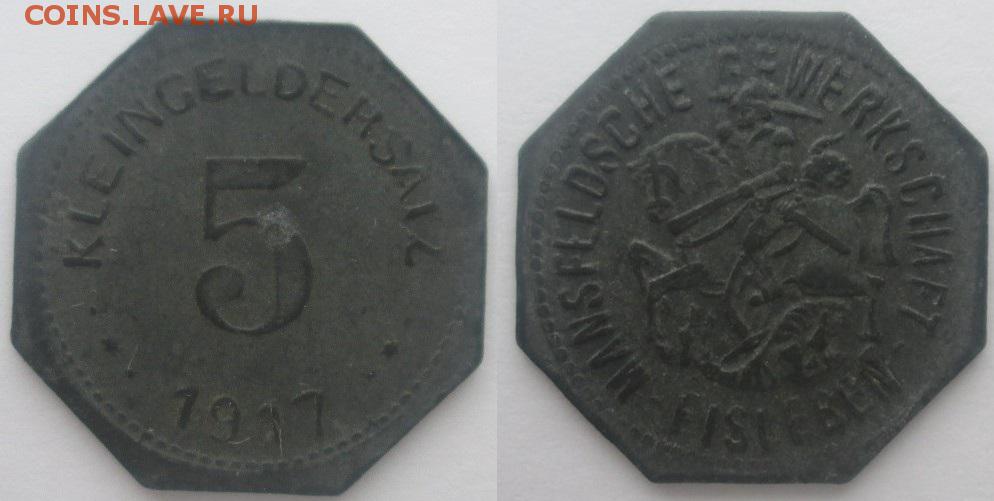 COINS.LAVE.RU
KLEINGELDERSATZ
5
1917
MANSFELDSCHE GEWERKSCHAFT
EISLEBEN